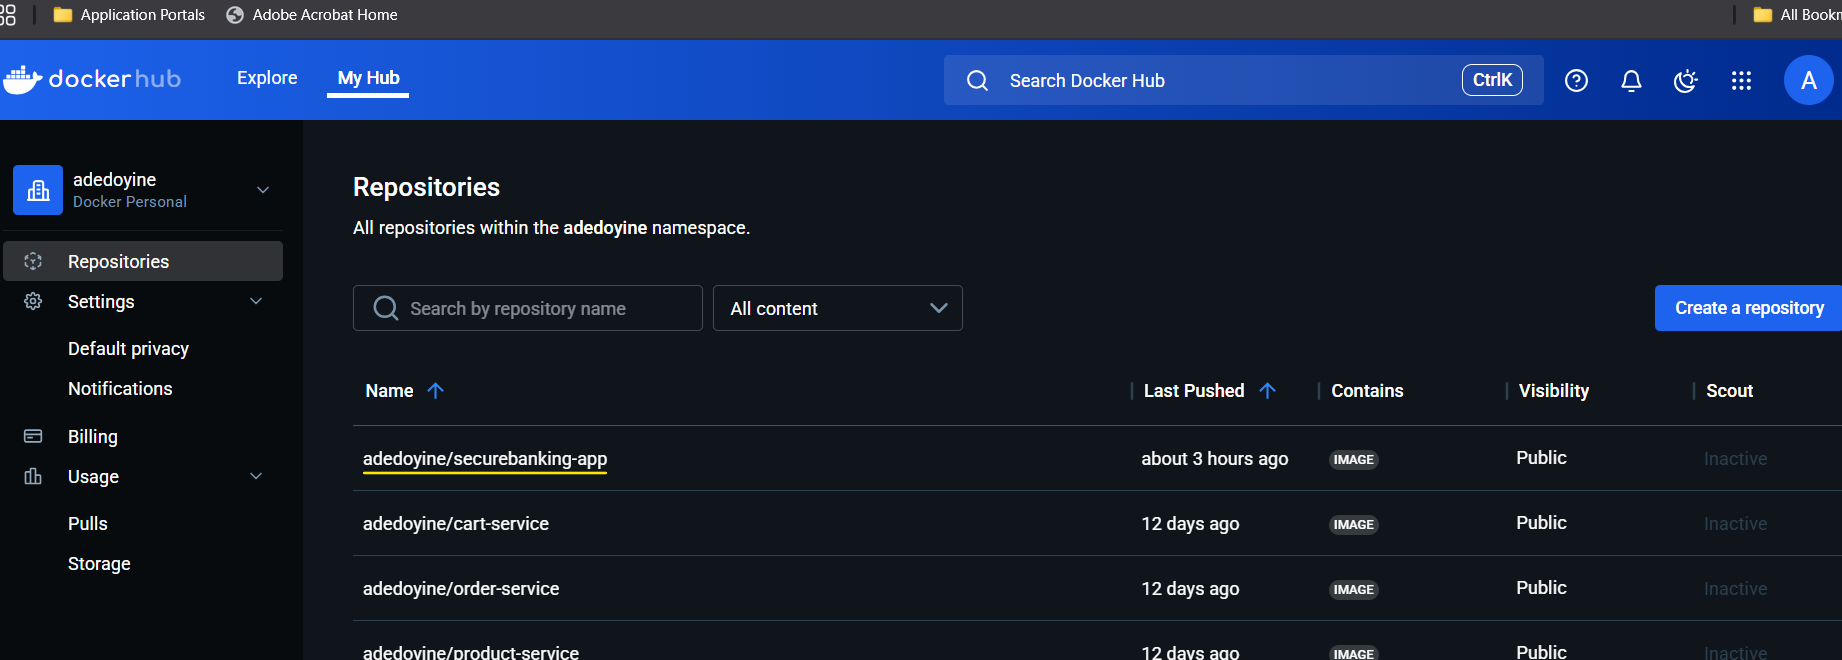 Application Portals
Adobe Acrobat Home
dockerhub
Explore
My Hub
Search Docker Hub
CtrlK
A
adedoyine
Docker Personal
Repositories
Settings
Default privacy
Notifications
Billing
Usage
Pulls
Storage
Repositories
All repositories within the adedoyine namespace.
Search by repository name
All content
Create a repository
Name Last Pushed Contains Visibility Scout
adedoyine/securebanking-app about 3 hours ago IMAGE Public Inactive
adedoyine/cart-service 12 days ago IMAGE Public Inactive
adedoyine/order-service 12 days ago IMAGE Public Inactive
adedoyine/product-service 12 days ago IMAGE Public Inactive
All Bookm